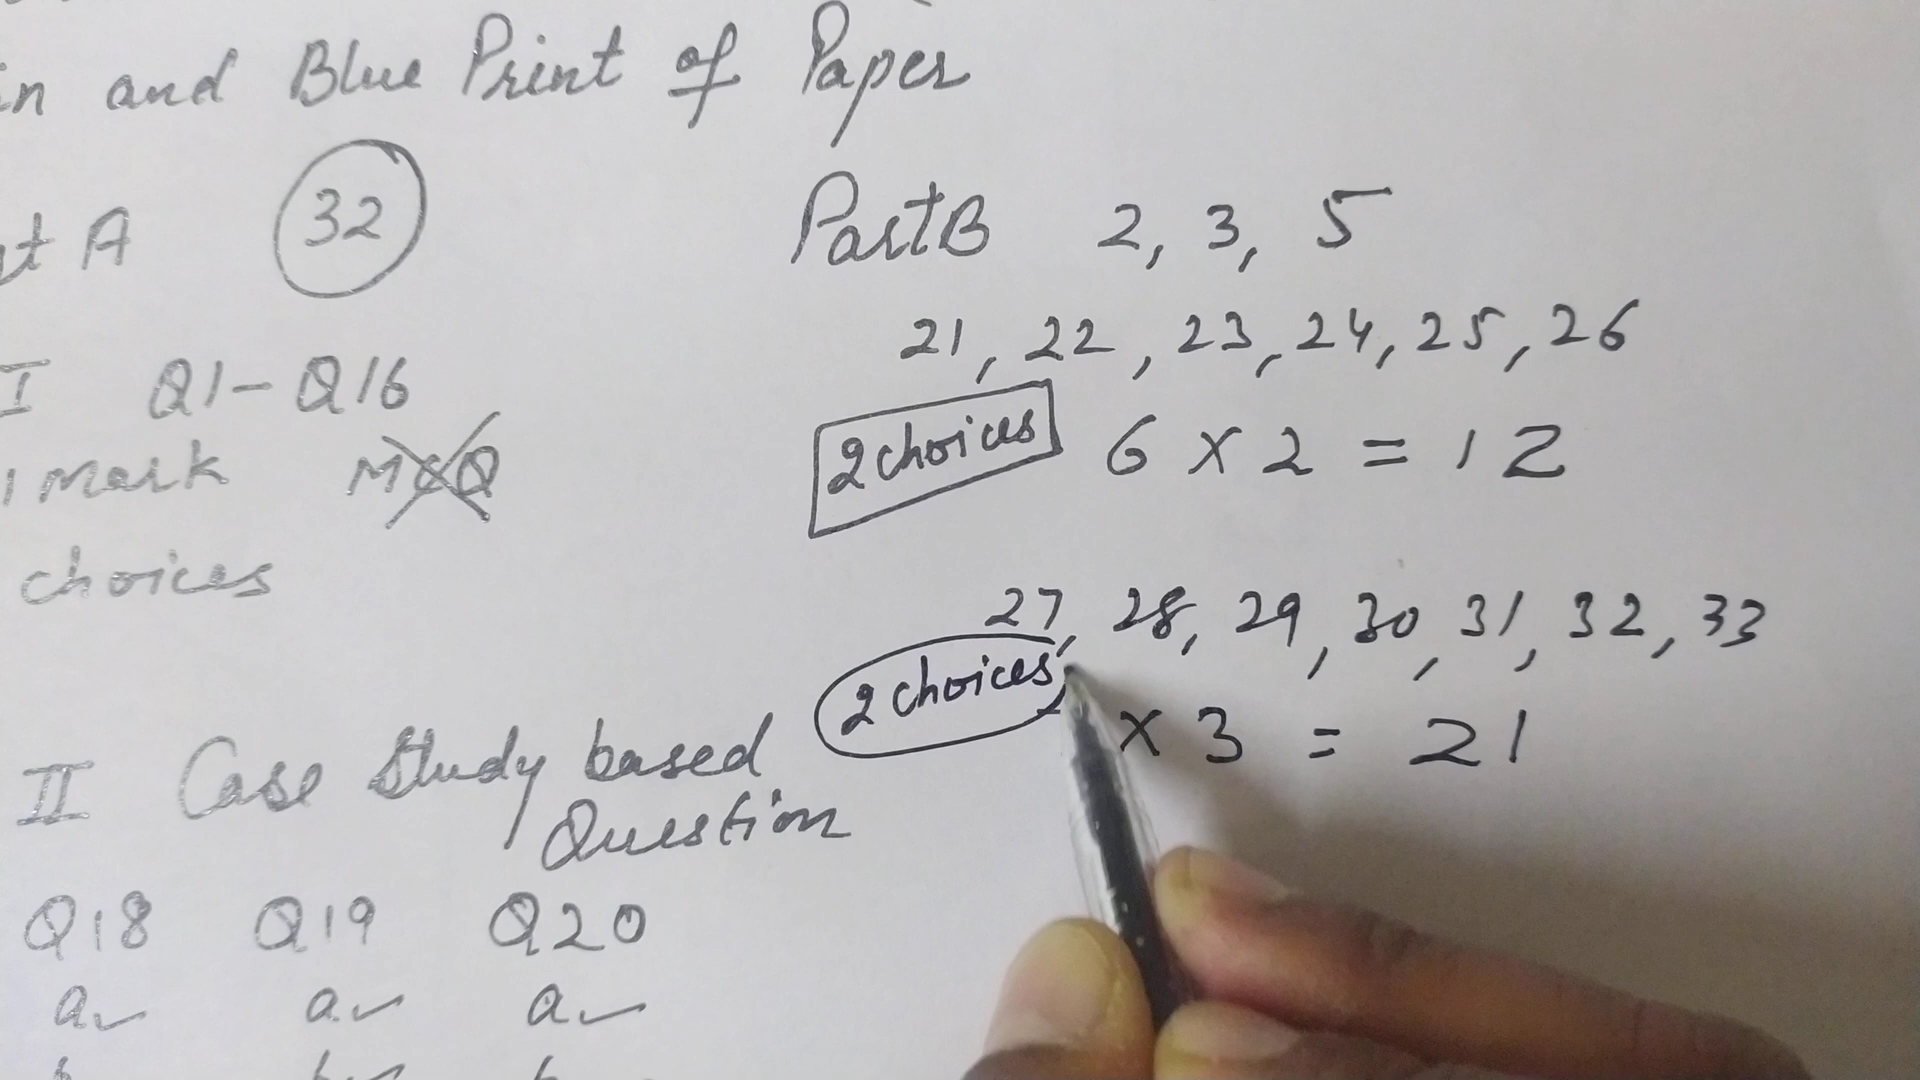 in and Blue Print of Paper
rt A 32
I Q1-Q16
1 Mark MCQ
choices
II Case Study based
Question
Q18 Q19 Q20
a a a
Part B 2, 3, 5
21, 22, 23, 24, 25, 26
2 choices 6 x 2 = 12
27, 28, 29, 30, 31, 32, 33
2 choices x 3 = 21